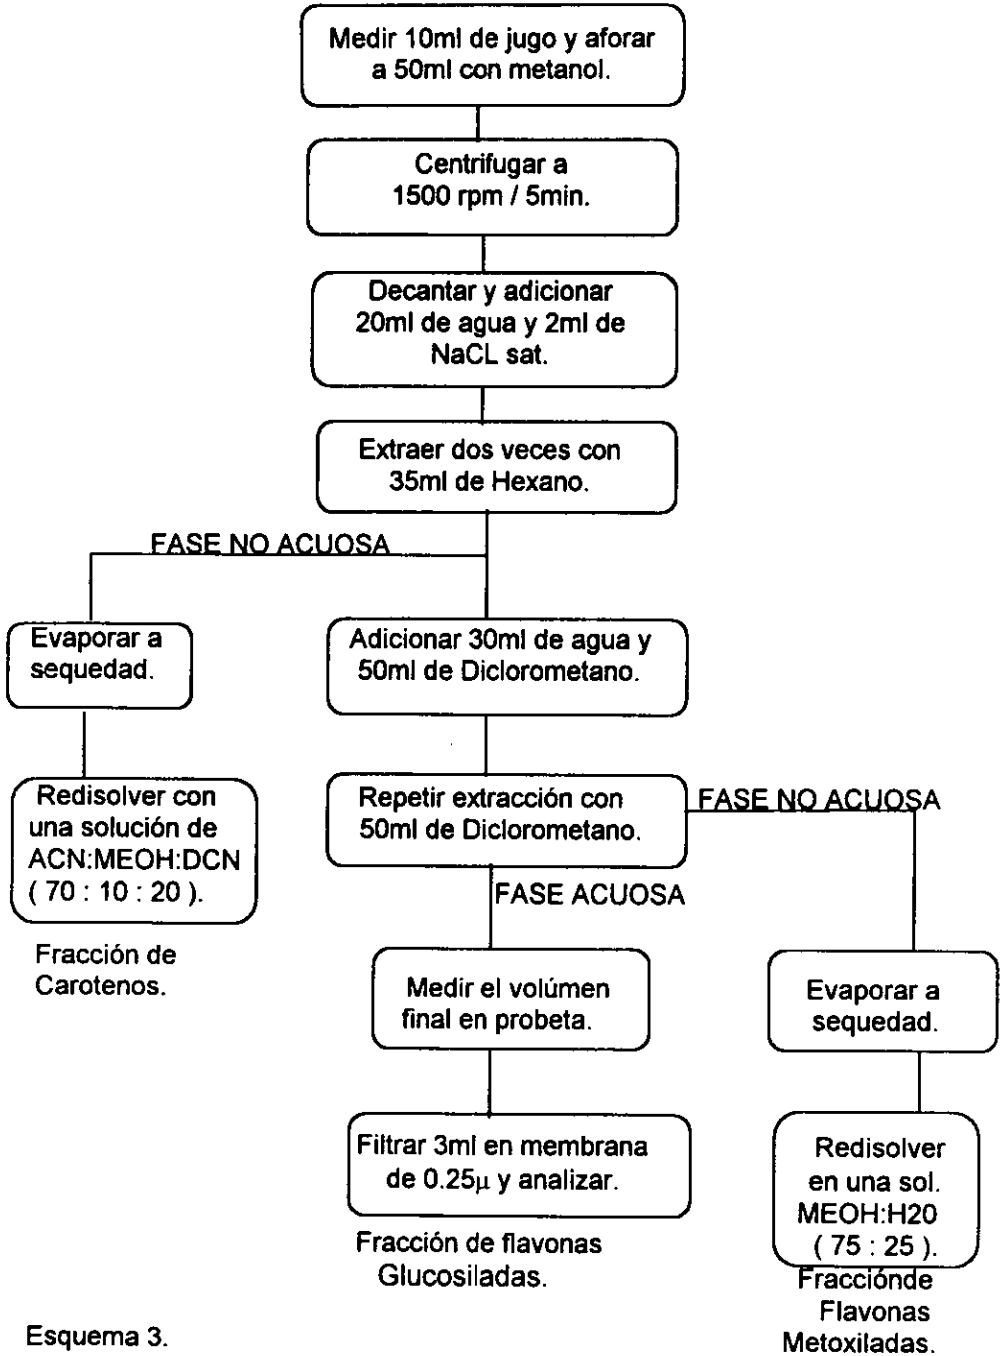 Medir 10ml de jugo y aforar
a 50ml con metanol.
Centrifugar a
1500 rpm / 5min.
Decantar y adicionar
20ml de agua y 2ml de
NaCL sat.
Extraer dos veces con
35ml de Hexano.
FASE NO ACUOSA
Evaporar a
sequedad.
Redisolver con
una solución de
ACN:MEOH:DCN
( 70 : 10 : 20 ).
Fracción de
Carotenos.
Adicionar 30ml de agua y
50ml de Diclorometano.
Repetir extracción con
50ml de Diclorometano.
FASE NO ACUOSA
FASE ACUOSA
Medir el volúmen
final en probeta.
Filtrar 3ml en membrana
de 0.25µ y analizar.
Fracción de flavonas
Glucosiladas.
Evaporar a
sequedad.
Redisolver
en una sol.
MEOH:H20
( 75 : 25 ).
Fracciónde
Flavonas
Metoxiladas.
Esquema 3.